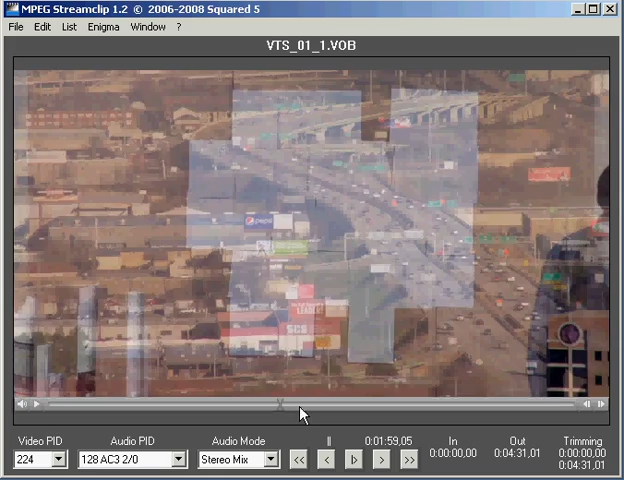 MPEG Streamclip 1.2 © 2006-2008 Squared 5
File Edit List Enigma Window ?
VTS_01_1.VOB
pepsi
Video PID Audio PID Audio Mode || 0:01:59,05 In Out Trimming
224 128 AC3 2/0 Stereo Mix << < > >> 0:00:00,00 0:04:31,01 0:00:00,00
0:04:31,01